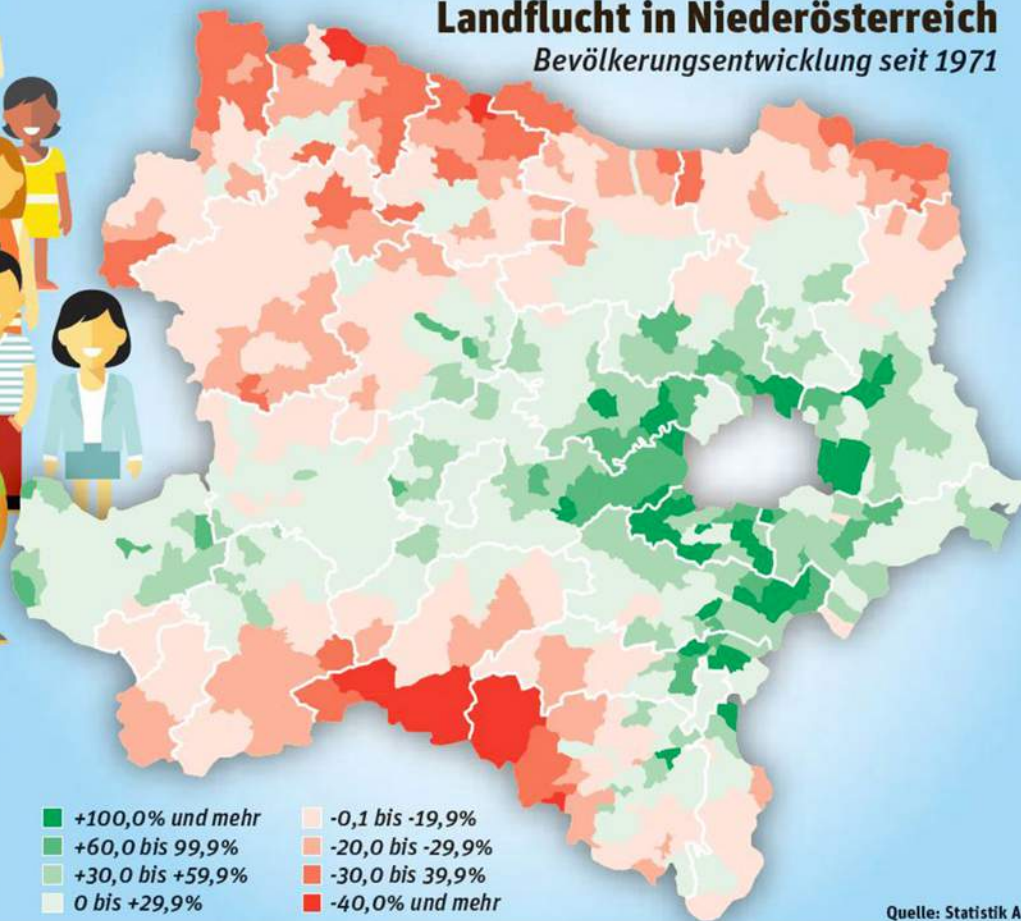 Landflucht in Niederösterreich
Bevölkerungsentwicklung seit 1971
+100,0% und mehr
+60,0 bis 99,9%
+30,0 bis +59,9%
0 bis +29,9%
-0,1 bis -19,9%
-20,0 bis -29,9%
-30,0 bis 39,9%
-40,0% und mehr
Quelle: Statistik A